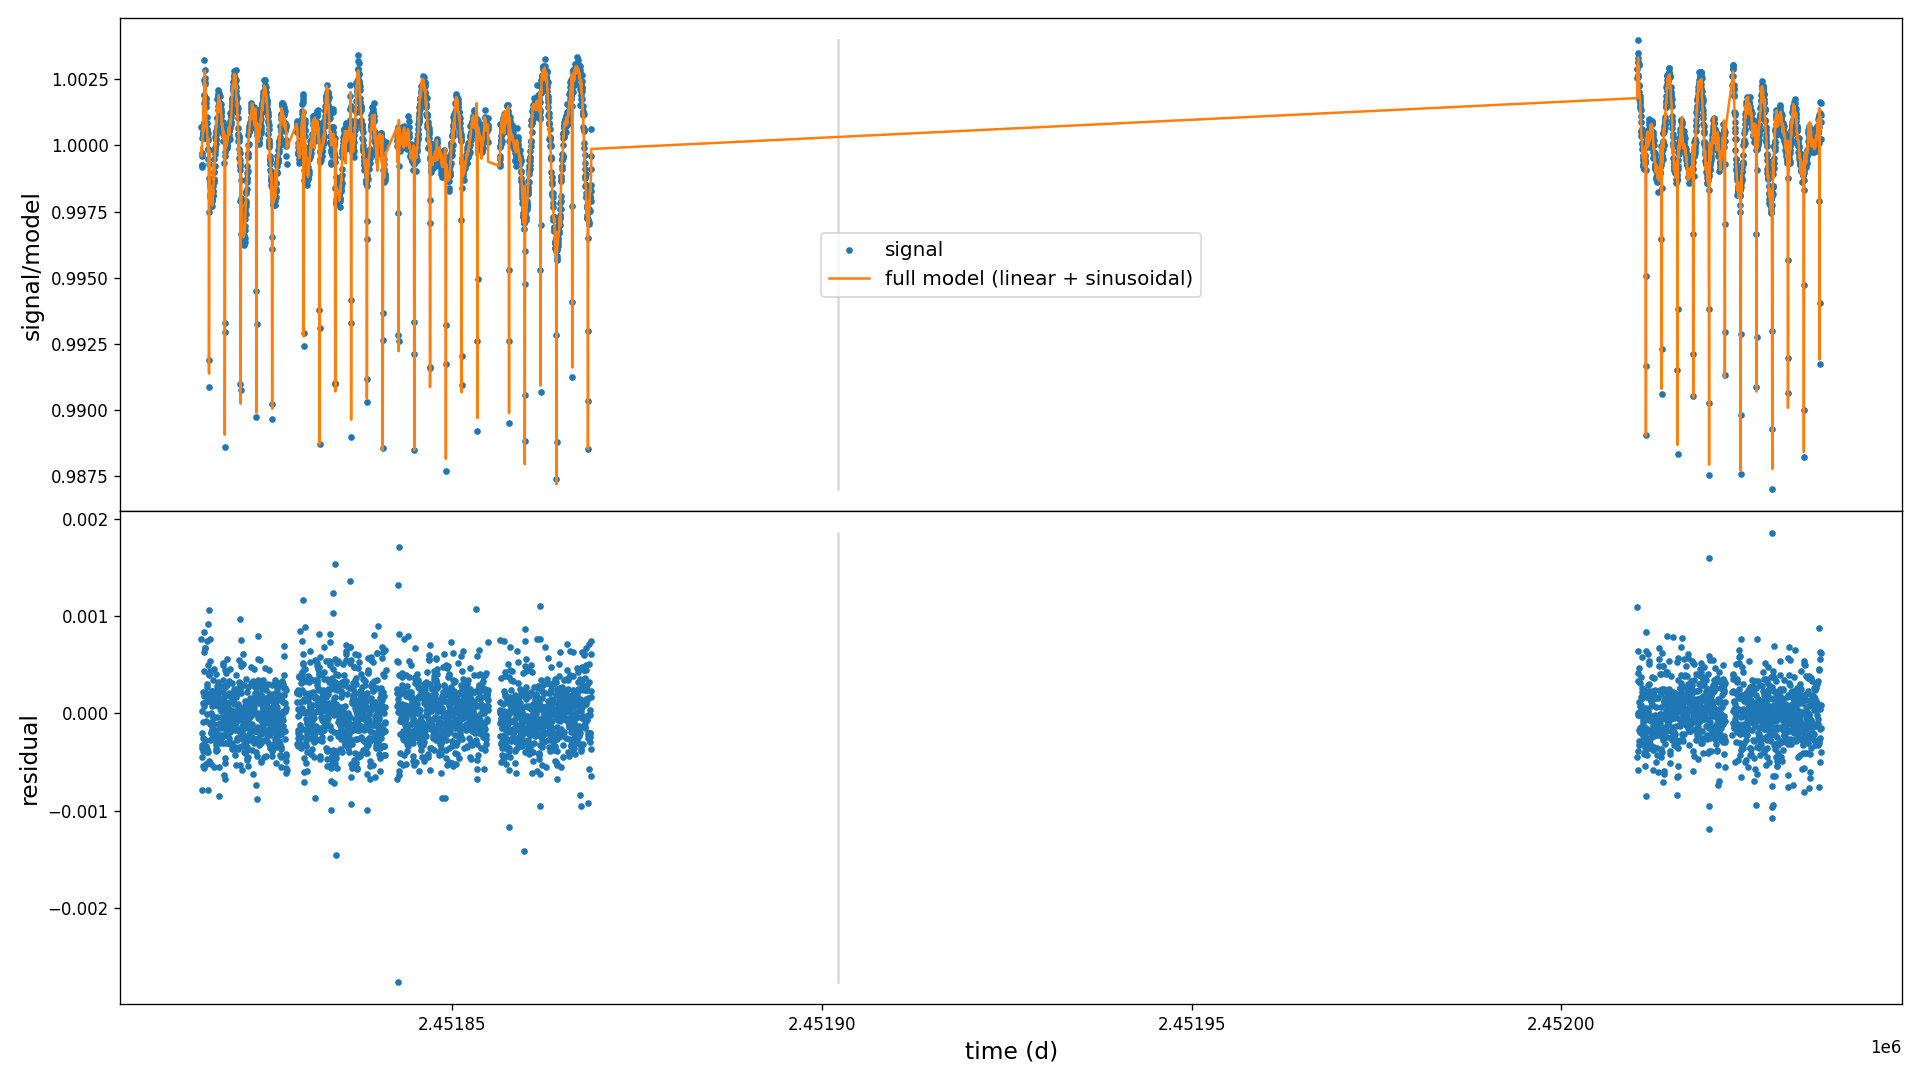 1.0025
1.0000
0.9975
0.9950
0.9925
0.9900
0.9875
signal/model
signal
full model (linear + sinusoidal)
0.002
0.001
0.000
−0.001
−0.002
residual
2.45185
2.45190
2.45195
2.45200
1e6
time (d)